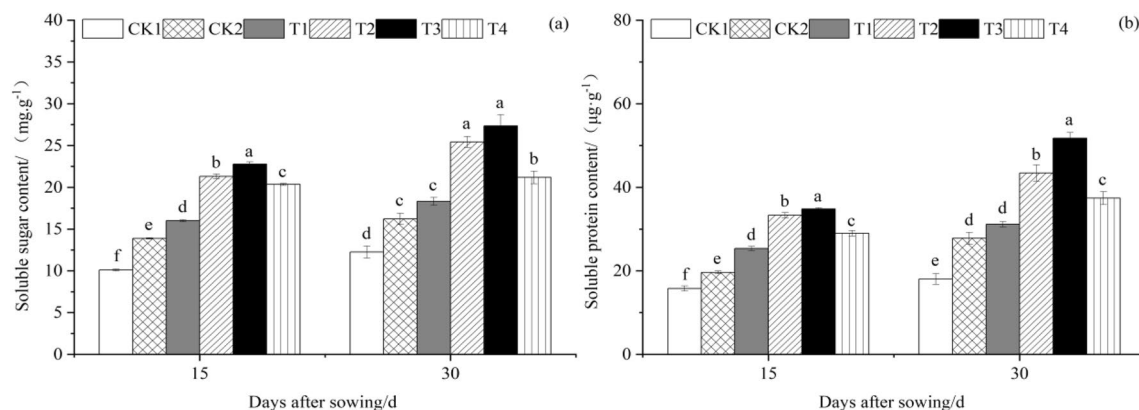 CK1 CK2 T1 T2 T3 T4 (a)
40
35
30
25
20
15
10
5
0
Soluble sugar content/（mg.g⁻¹）
f e d b a c
d c c a a b
15 30
Days after sowing/d
CK1 CK2 T1 T2 T3 T4 (b)
80
60
40
20
0
Soluble protein content/（μg·g⁻¹）
f e d b a c
e d d b a c
15 30
Days after sowing/d